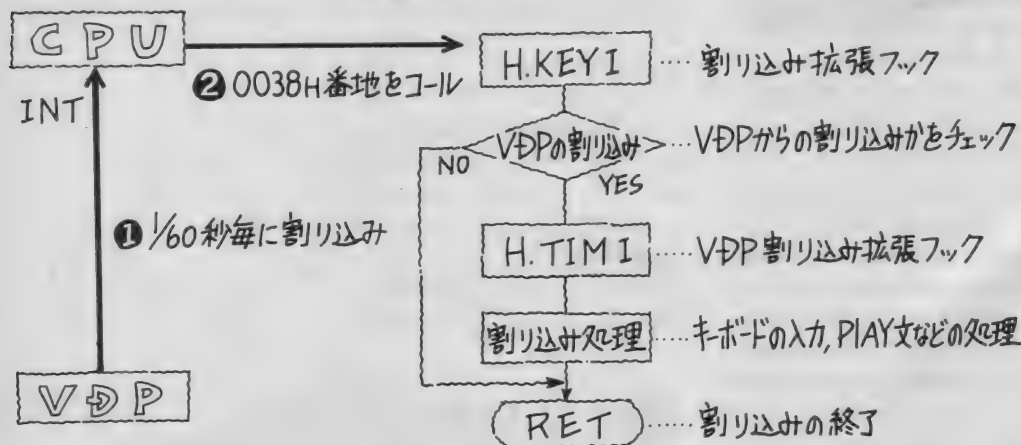 CPU
INT
❷ 0038H番地をコール
❶ 1/60秒毎に割り込み
VDP
H.KEYI …… 割り込み拡張フック
VDPの割り込み …… VDPからの割り込みかをチェック
NO
YES
H.TIMI …… VDP割り込み拡張フック
割り込み処理 …… キーボードの入力,PLAY文などの処理
RET …… 割り込みの終了